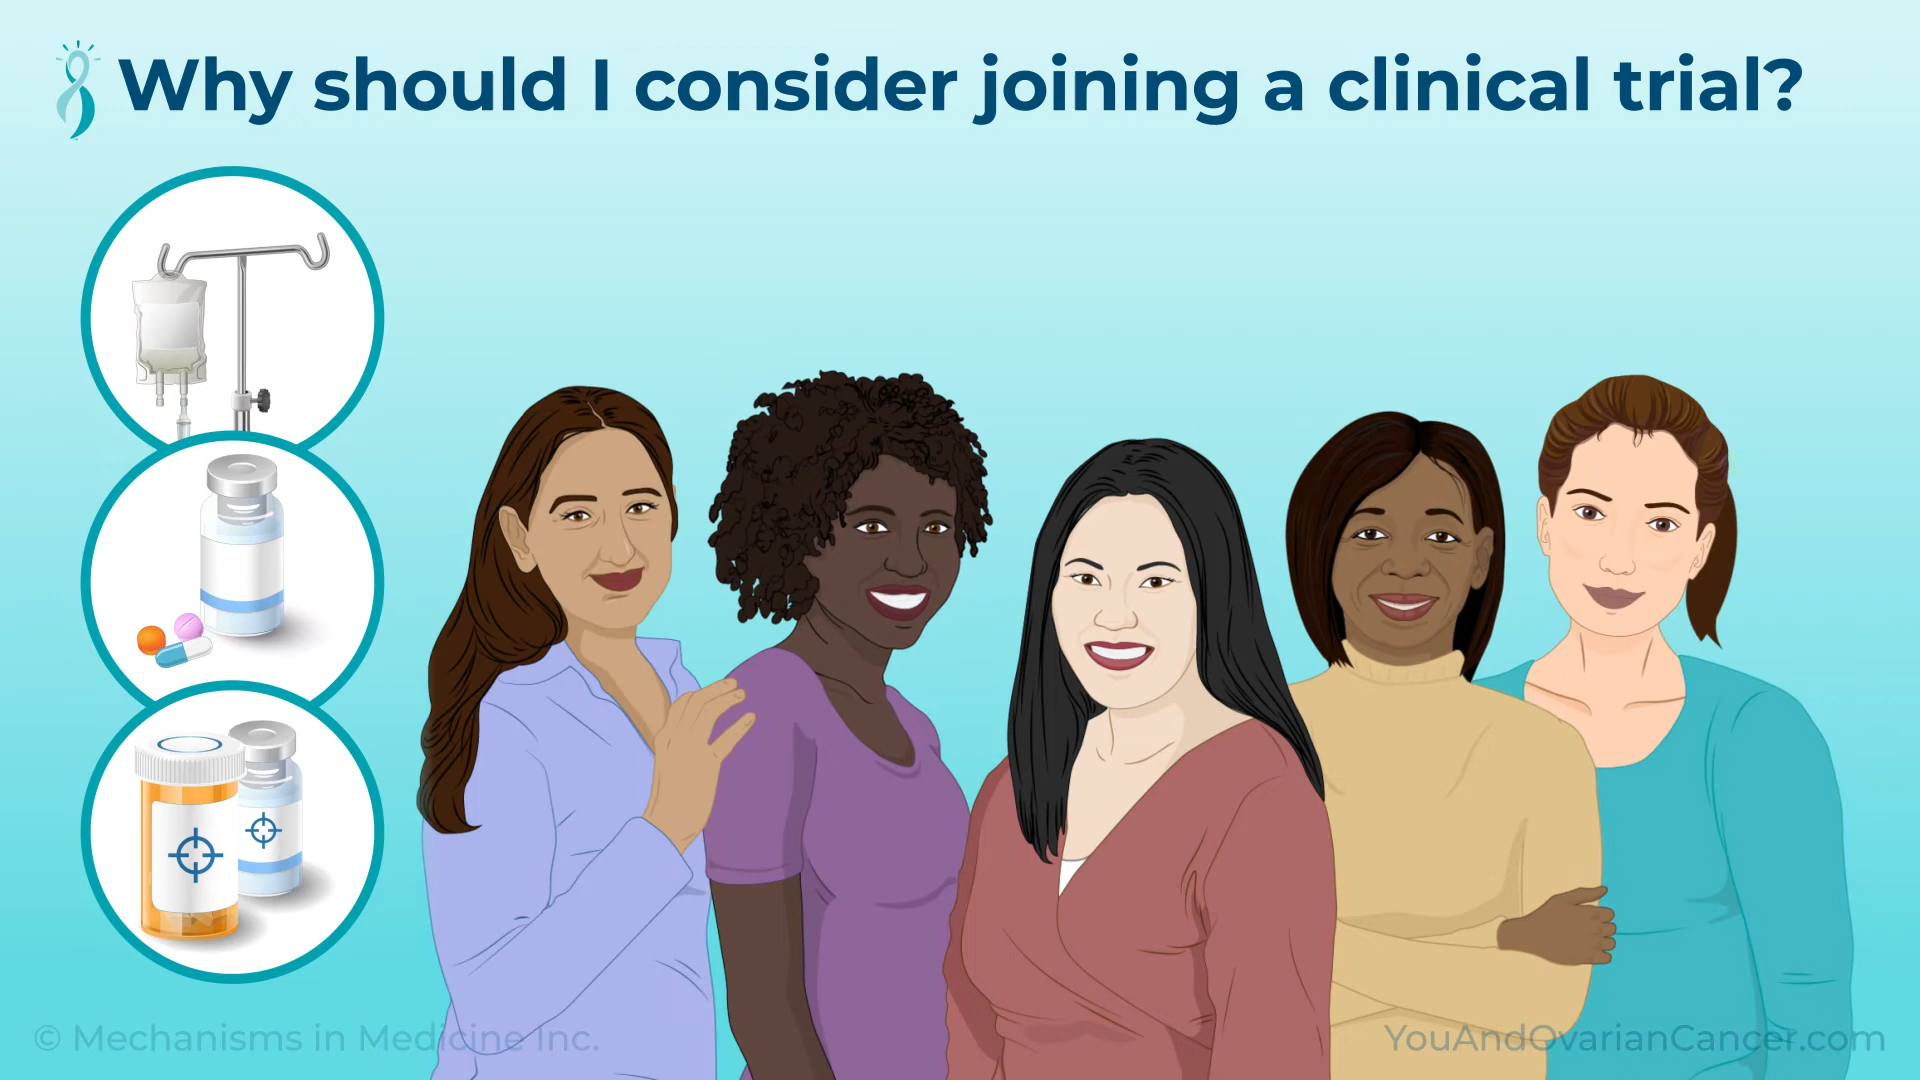 Why should I consider joining a clinical trial?
© Mechanisms in Medicine Inc.
YouAndOvarianCancer.com